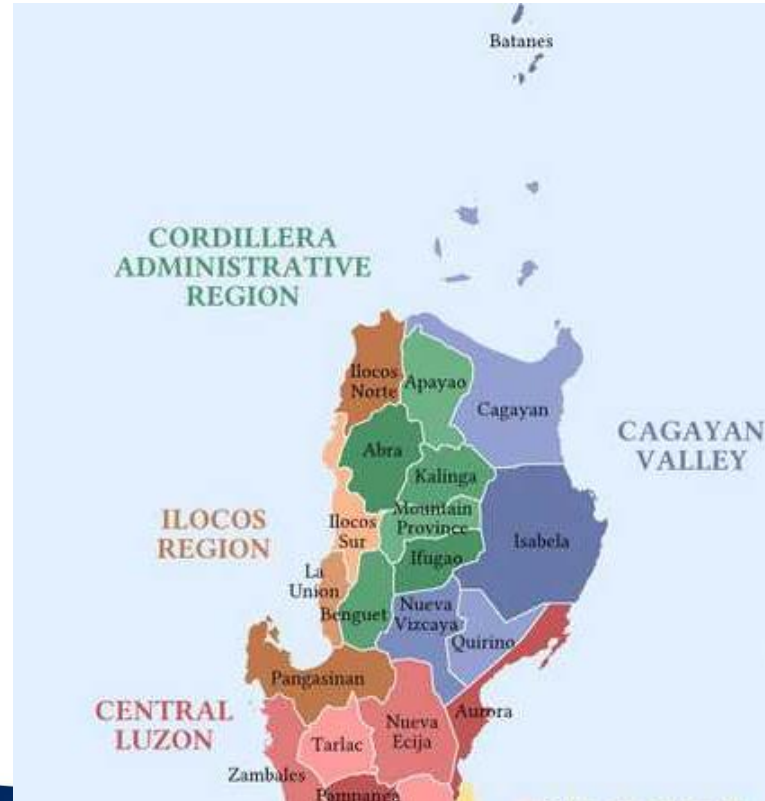 Batanes
CORDILLERA
ADMINISTRATIVE
REGION
Ilocos
Norte
Apayao
Cagayan
CAGAYAN
VALLEY
Abra
Kalinga
ILOCOS
REGION
Ilocos
Sur
Mountain
Province
Isabela
Ifugao
La
Union
Benguet
Nueva
Vizcaya
Quirino
Pangasinan
CENTRAL
LUZON
Aurora
Nueva
Ecija
Tarlac
Zambales
Pampanga